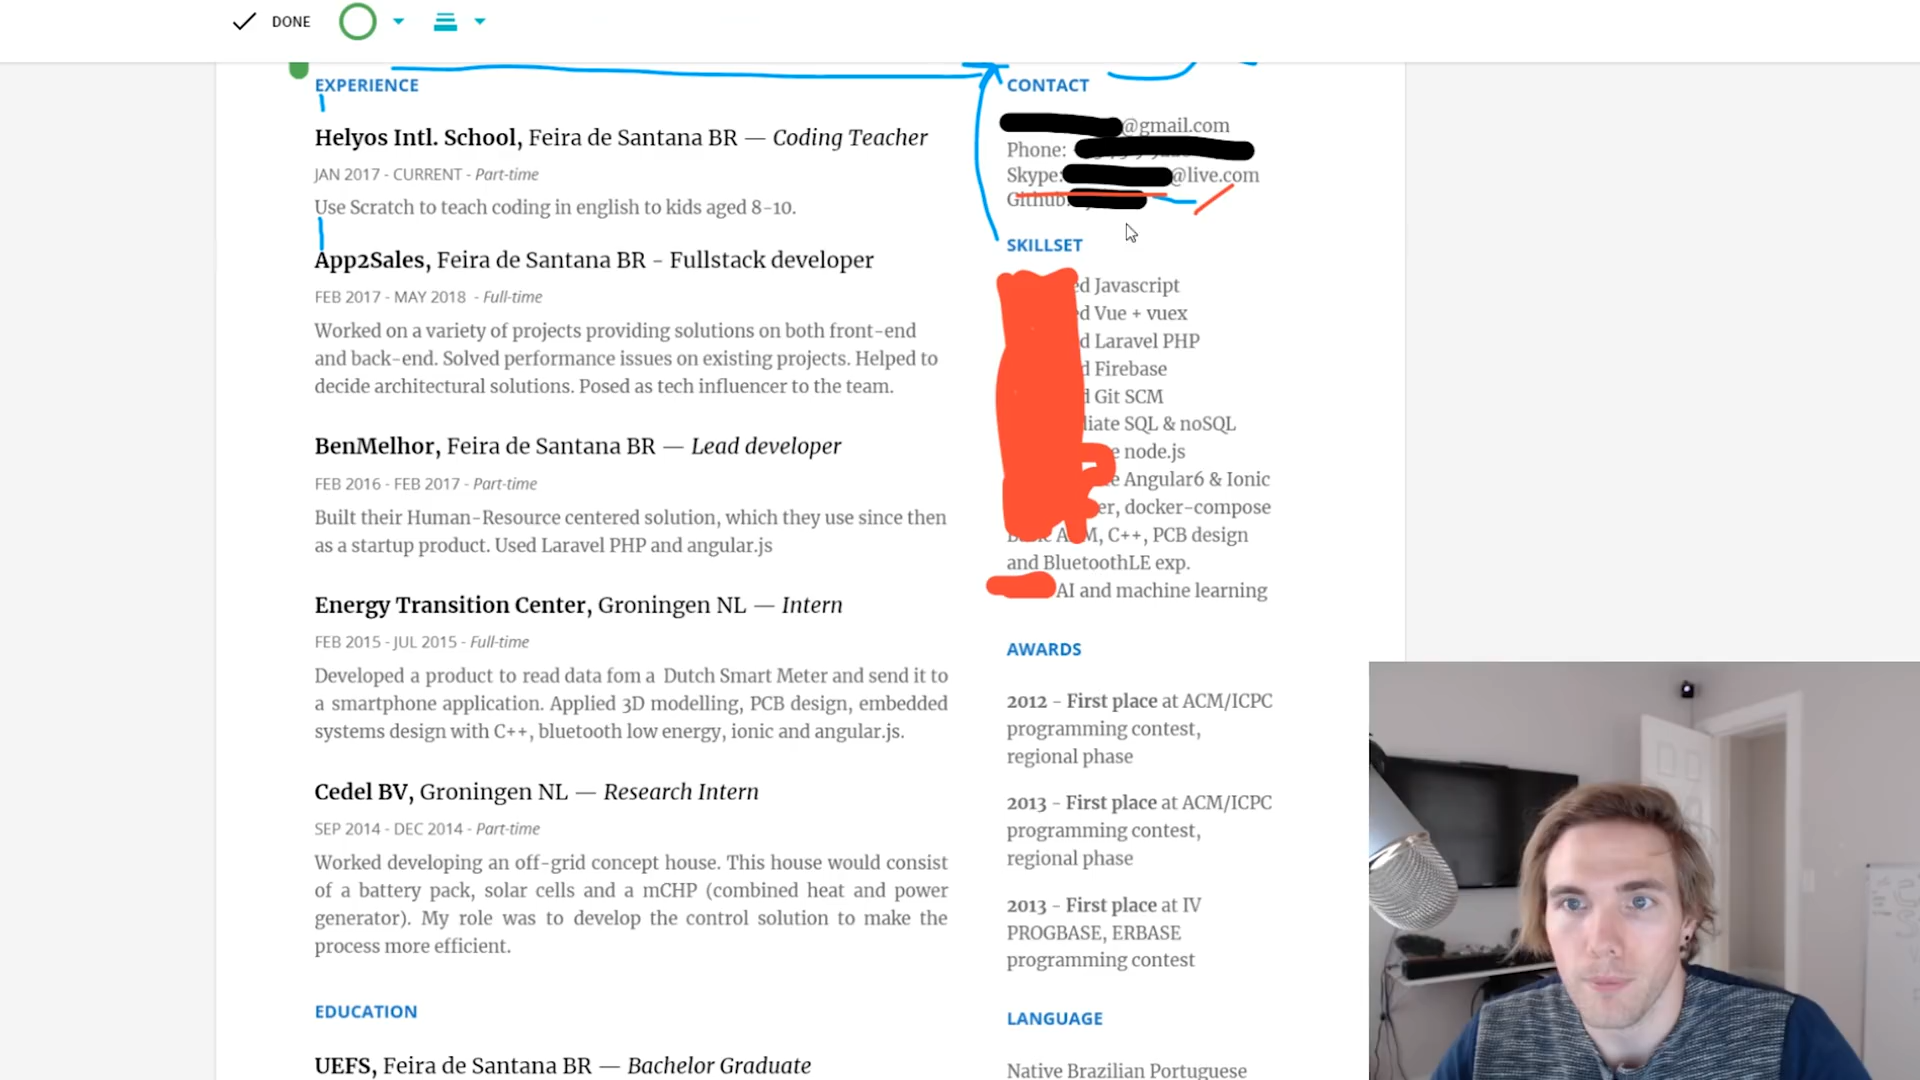 DONE
EXPERIENCE
Helyos Intl. School, Feira de Santana BR — Coding Teacher
JAN 2017 - CURRENT - Part-time
Use Scratch to teach coding in english to kids aged 8-10.
App2Sales, Feira de Santana BR - Fullstack developer
FEB 2017 - MAY 2018 - Full-time
Worked on a variety of projects providing solutions on both front-end
and back-end. Solved performance issues on existing projects. Helped to
decide architectural solutions. Posed as tech influencer to the team.
BenMelhor, Feira de Santana BR — Lead developer
FEB 2016 - FEB 2017 - Part-time
Built their Human-Resource centered solution, which they use since then
as a startup product. Used Laravel PHP and angular.js
Energy Transition Center, Groningen NL — Intern
FEB 2015 - JUL 2015 - Full-time
Developed a product to read data fom a Dutch Smart Meter and send it to
a smartphone application. Applied 3D modelling, PCB design, embedded
systems design with C++, bluetooth low energy, ionic and angular.js.
Cedel BV, Groningen NL — Research Intern
SEP 2014 - DEC 2014 - Part-time
Worked developing an off-grid concept house. This house would consist
of a battery pack, solar cells and a mCHP (combined heat and power
generator). My role was to develop the control solution to make the
process more efficient.
EDUCATION
UEFS, Feira de Santana BR — Bachelor Graduate
CONTACT
@gmail.com
Phone:
Skype: @live.com
Github:
SKILLSET
Javascript
Vue + vuex
Laravel PHP
Firebase
Git SCM
SQL & noSQL
node.js
Angular6 & Ionic
docker-compose
C++, PCB design
and BluetoothLE exp.
AI and machine learning
AWARDS
2012 - First place at ACM/ICPC
programming contest,
regional phase
2013 - First place at ACM/ICPC
programming contest,
regional phase
2013 - First place at IV
PROGBASE, ERBASE
programming contest
LANGUAGE
Native Brazilian Portuguese